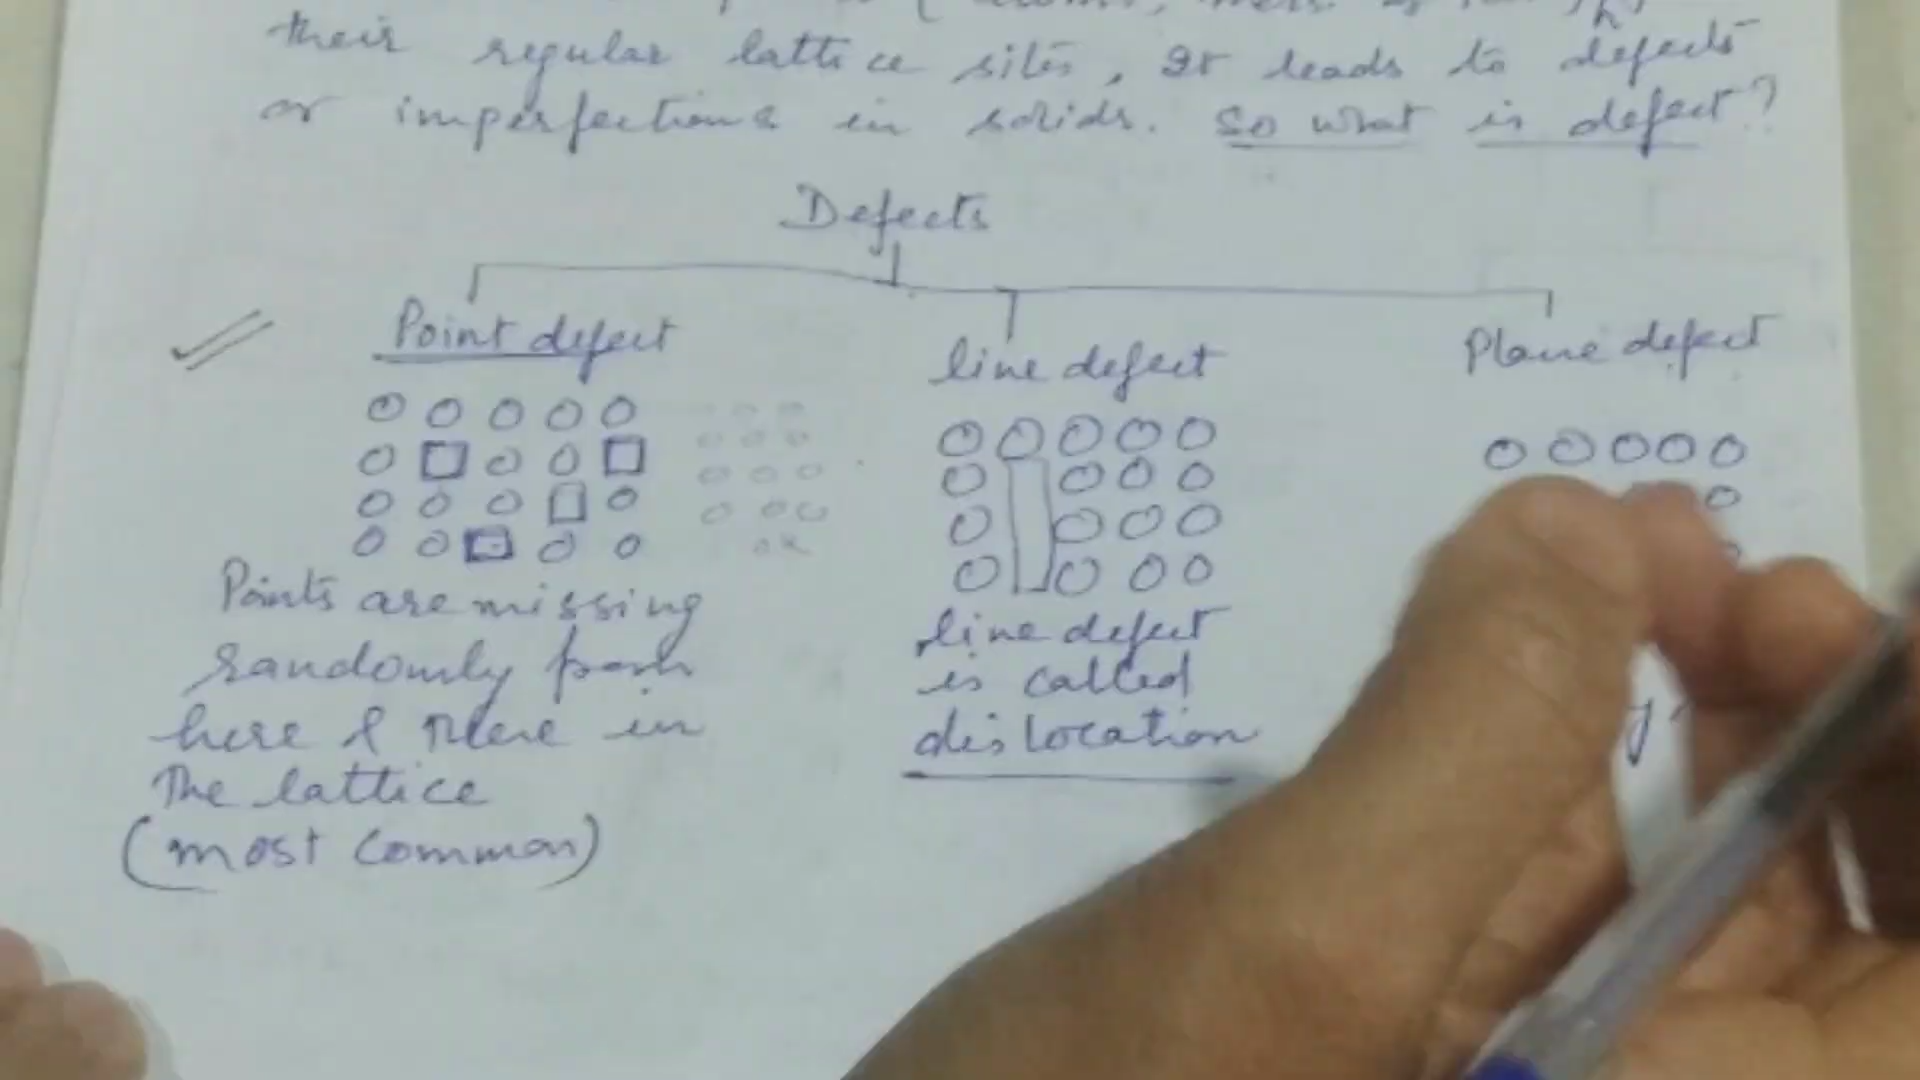 their regular lattice sites, It leads to defects
or imperfections in solids. So what is defect?
Defects
Point defect
line defect
Plane defect
Points are missing
randomly from
here & there in
The lattice
(most common)
line defect
is called
dislocation